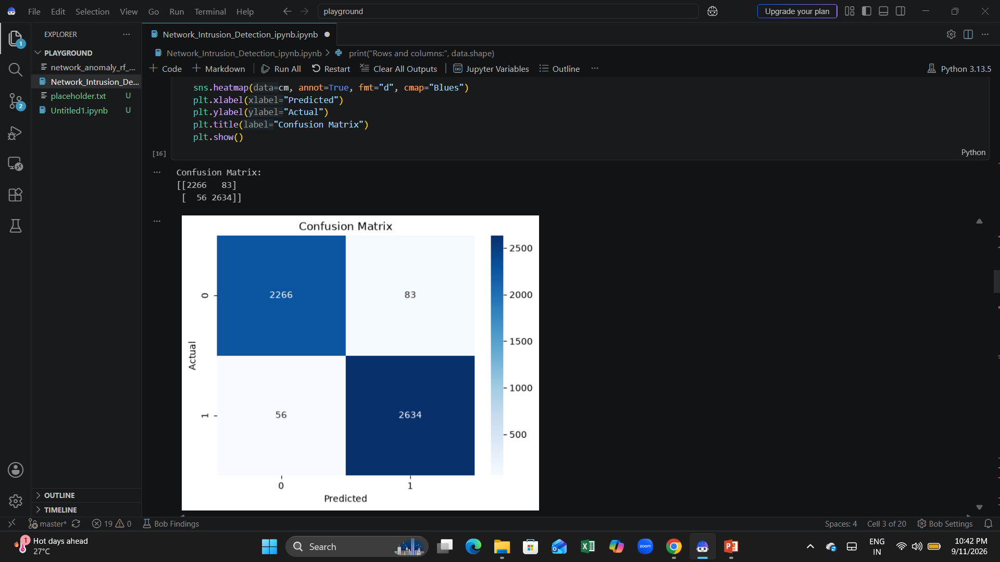 File Edit Selection View Go Run Terminal Help
playground
Upgrade your plan
1
2
EXPLORER
PLAYGROUND
network_anomaly_rf_...
Network_Intrusion_De...
placeholder.txt U
Untitled1.ipynb U
OUTLINE
TIMELINE
Network_Intrusion_Detection_ipynb.ipynb
Network_Intrusion_Detection_ipynb.ipynb > print("Rows and columns:", data.shape)
Code Markdown Run All Restart Clear All Outputs Jupyter Variables Outline ... Python 3.13.5
sns.heatmap(data=cm, annot=True, fmt="d", cmap="Blues")
plt.xlabel(xlabel="Predicted")
plt.ylabel(ylabel="Actual")
plt.title(label="Confusion Matrix")
plt.show()
[16]
Python
Confusion Matrix:
[[2266   83]
 [  56 2634]]
Confusion Matrix
2266 83
56 2634
0
1
Actual
0 1
Predicted
2500
2000
1500
1000
500
master* 19 0 Bob Findings
Spaces: 4 Cell 3 of 20 Bob Settings
1
Hot days ahead
27°C
Search
zoom
ENG
IN
10:42 PM
9/11/2026